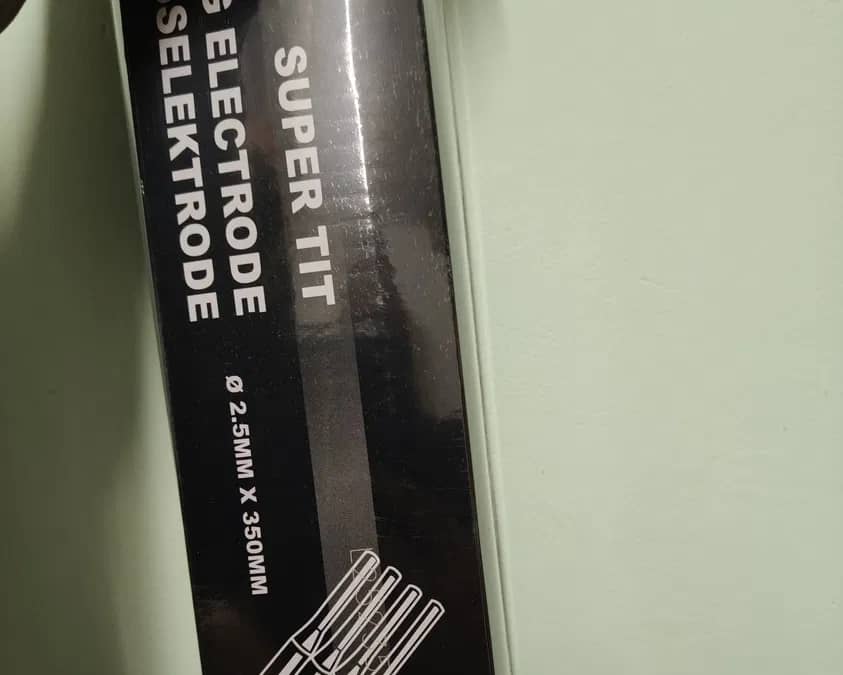 SUPER TIT
G ELECTRODE
SELEKTRODE
Ø 2.5MM X 350MM